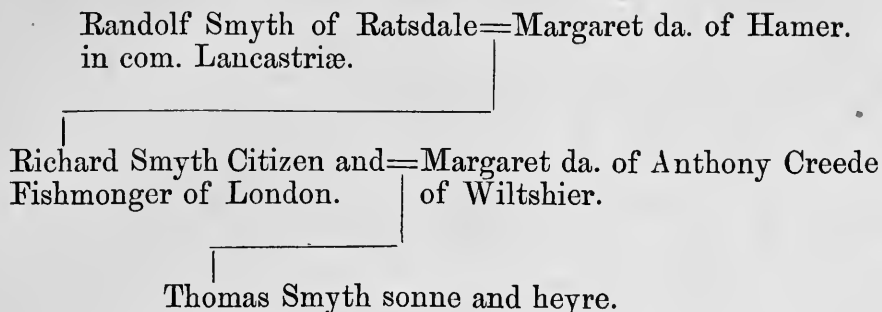 Randolf Smyth of Ratsdale=Margaret da. of Hamer.
in com. Lancastriæ.
Richard Smyth Citizen and=Margaret da. of Anthony Creede
Fishmonger of London. of Wiltshier.
Thomas Smyth sonne and heyre.